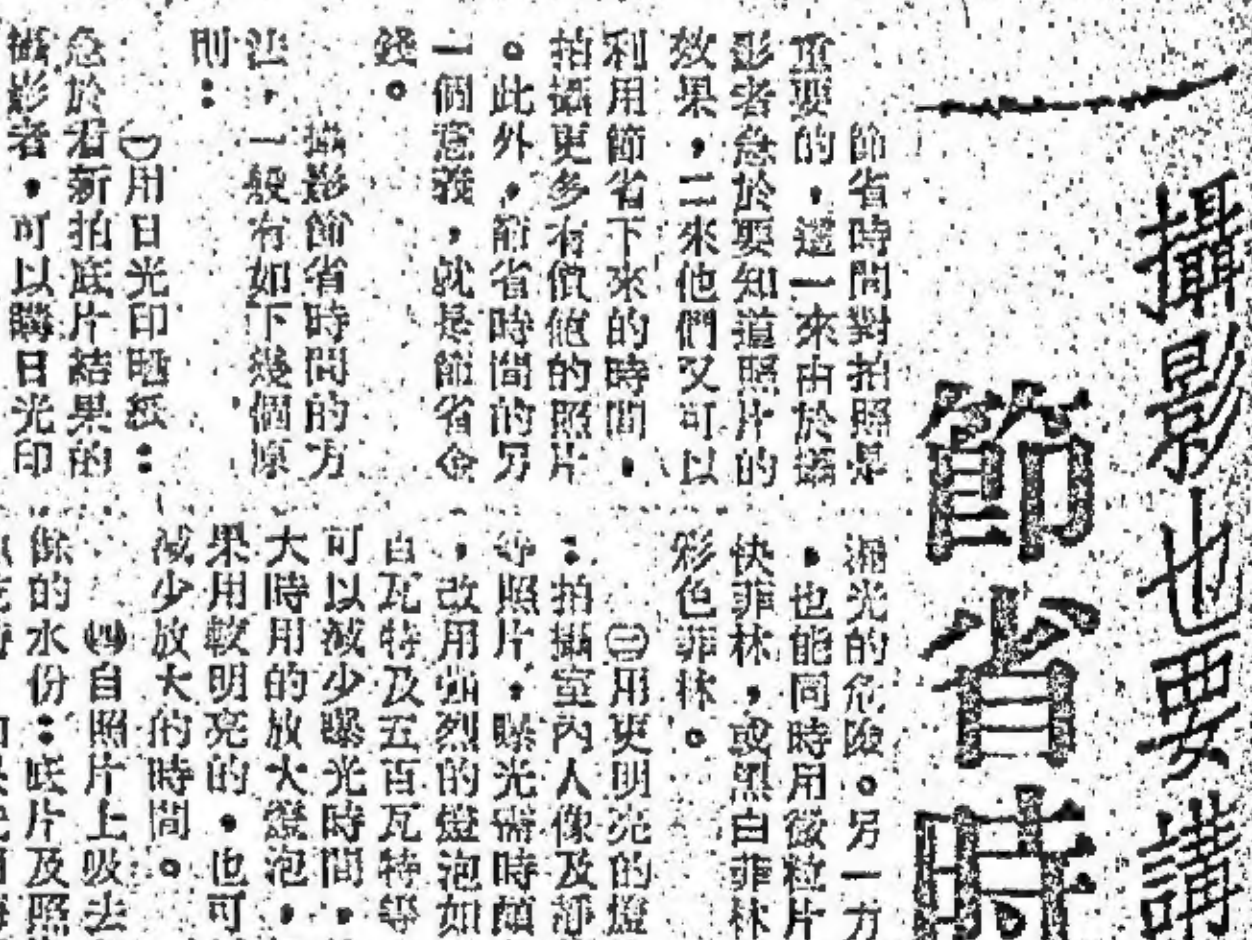 攝影也要講
節省時
節省時間對拍照是
重要的，這一來由於攝
影者急於要知道照片的
效果，二來他們又可以
利用節省下來的時間，
拍攝更多有價他的照片
。此外，節省時間的另
一個意義，就是節省金
錢。
攝影節省時間的方
法，一般有如下幾個原
則：
㊀用日光印晒紙：
急於看新拍底片結果的
攝影者，可以購日光印
漏光的危險。另一方
，也能同時用微粒片
快菲林，或黑白菲林
彩色菲林。
用更明亮的燈
：拍攝室內人像及靜
等照片，曝光需時頗
，改用强烈的燈泡如
百瓦特及五百瓦特等
可以減少曝光時間，
大時用的放大燈泡，
果用較明亮的，也可
減少放大的時間。
㊃自照片上吸去
餘的水份：底片及照